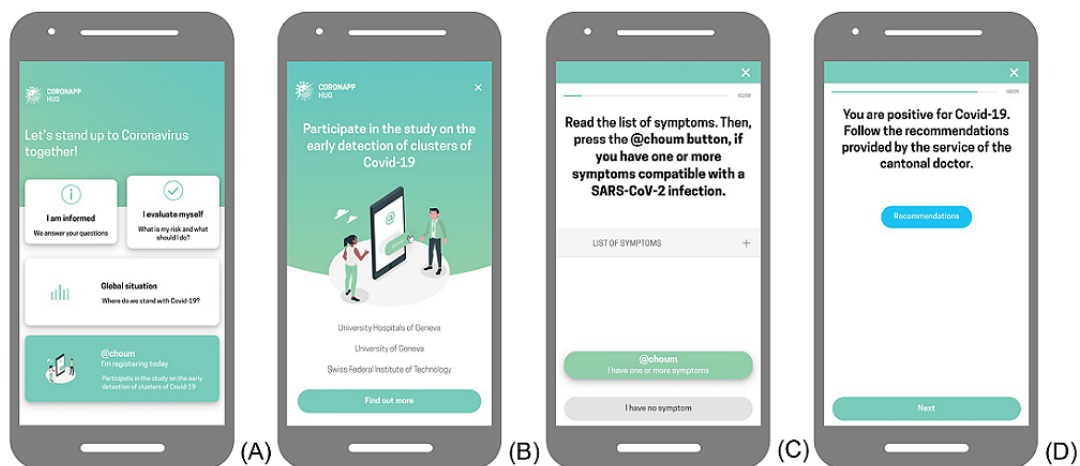 CORONAPP
HUG
Let's stand up to Coronavirus
together!
I am informed
We answer your questions
I evaluate myself
What is my risk and what
should I do?
Global situation
Where do we stand with Covid-19?
@choum
I'm registering today
Participate in the study on the early
detection of clusters of Covid-19
(A)
CORONAPP
HUG
Participate in the study on the
early detection of clusters of
Covid-19
@
University Hospitals of Geneva
University of Geneva
Swiss Federal Institute of Technology
Find out more
(B)
Read the list of symptoms. Then,
press the @choum button, if
you have one or more
symptoms compatible with a
SARS-CoV-2 infection.
LIST OF SYMPTOMS +
@choum
I have one or more symptoms
I have no symptom
(C)
You are positive for Covid-19.
Follow the recommendations
provided by the service of the
cantonal doctor.
Recommendations
Next
(D)